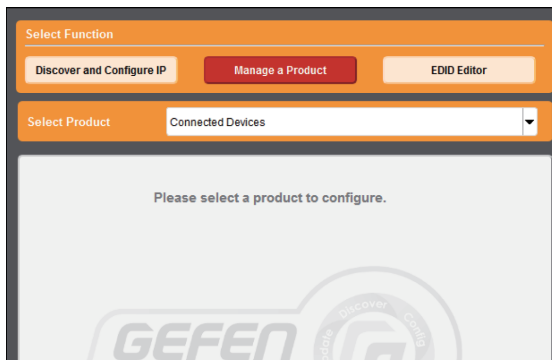 Select Function
Discover and Configure IP
Manage a Product
EDID Editor
Select Product
Connected Devices
Please select a product to configure.
GEFEN
Update Discover Config